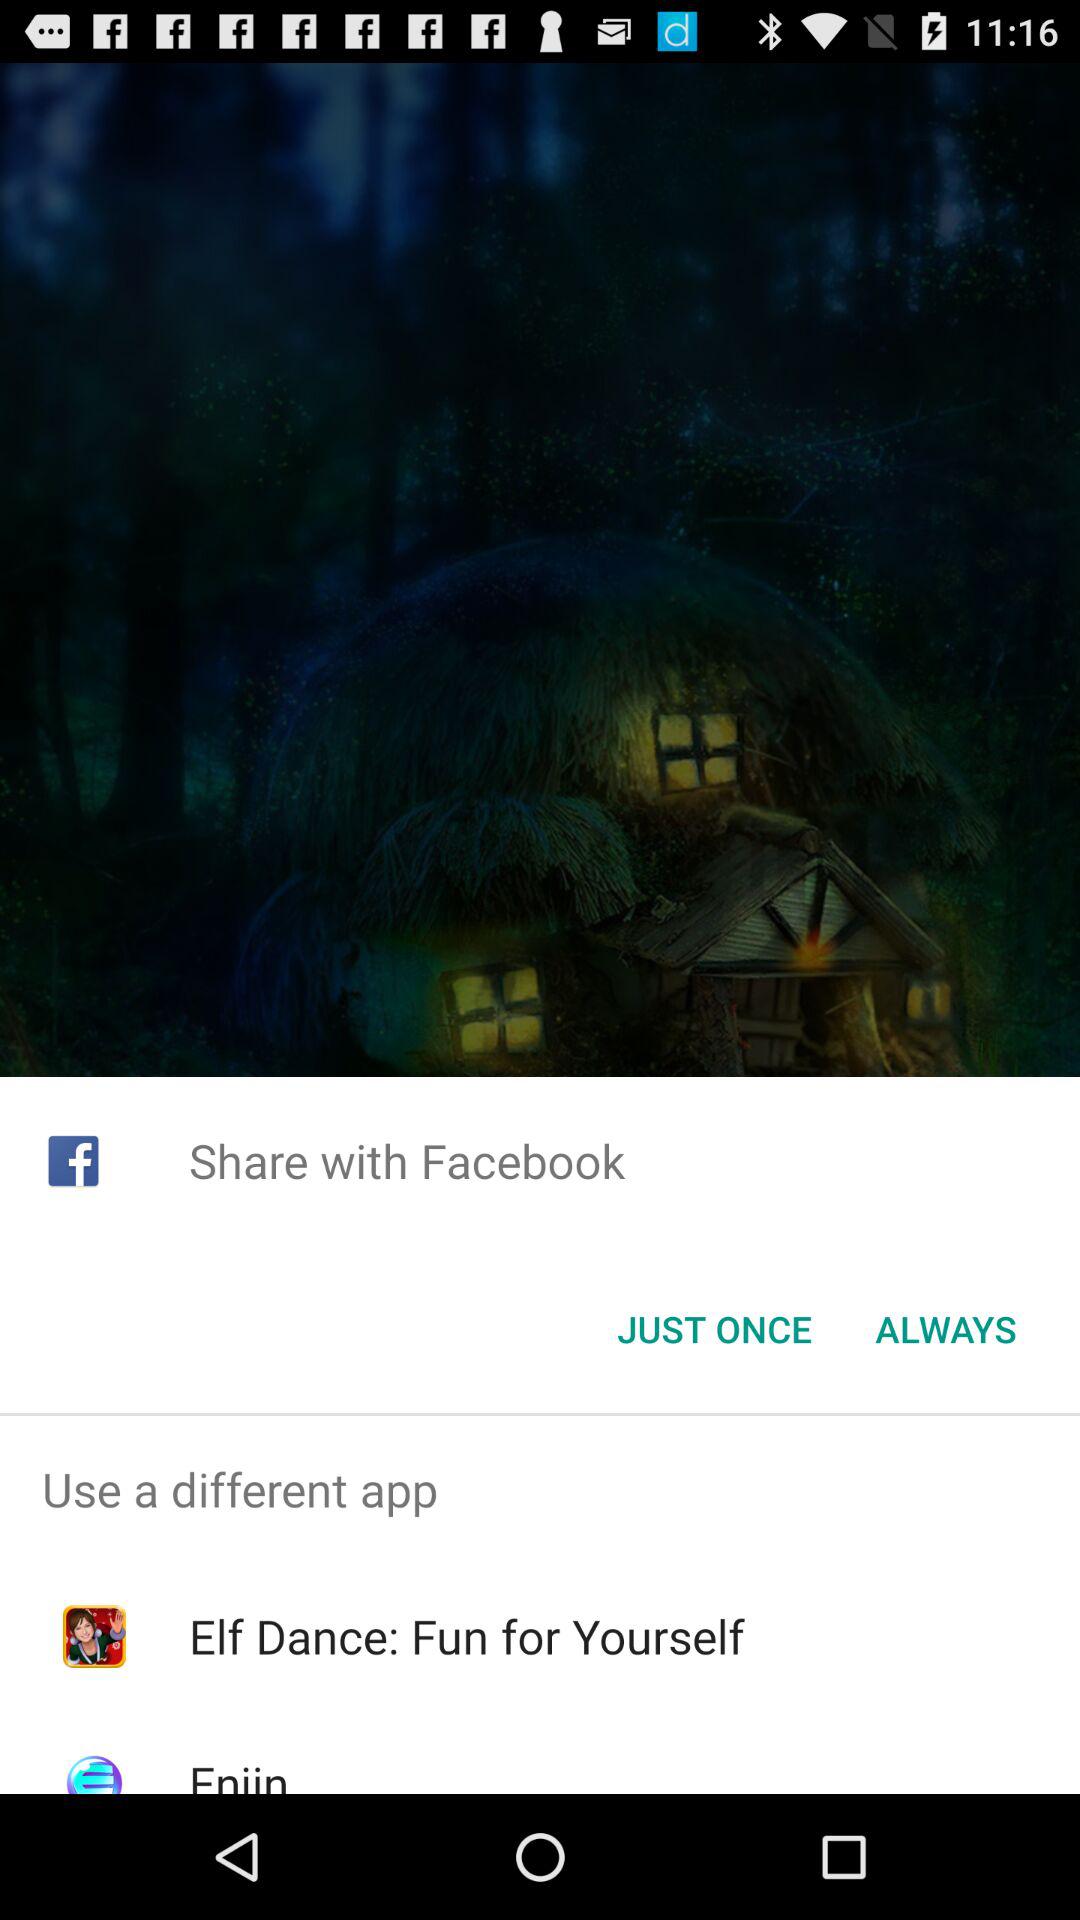 11:16
Share with Facebook
JUST ONCE ALWAYS
Use a different app
Elf Dance: Fun for Yourself
Enjin